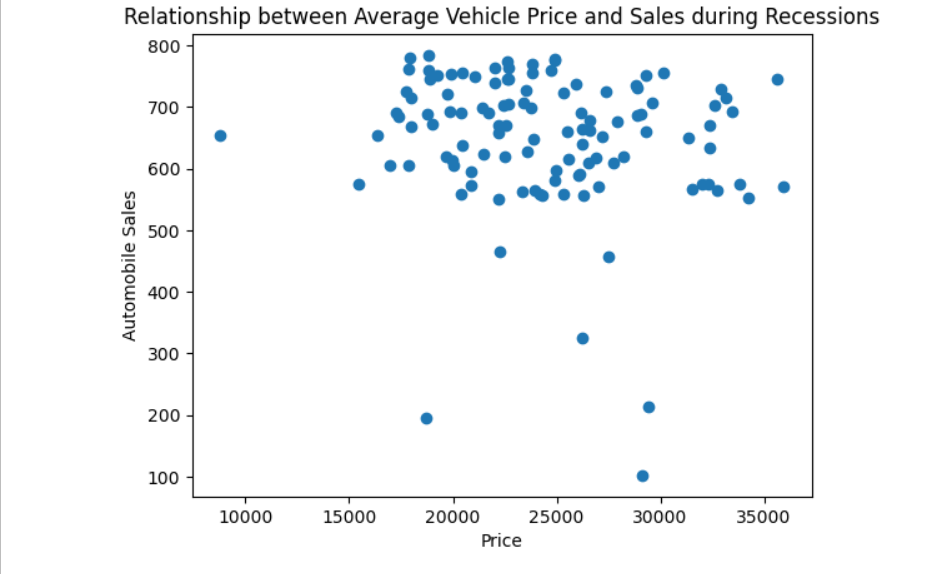 Relationship between Average Vehicle Price and Sales during Recessions
800
700
600
500
400
300
200
100
Automobile Sales
10000 15000 20000 25000 30000 35000
Price